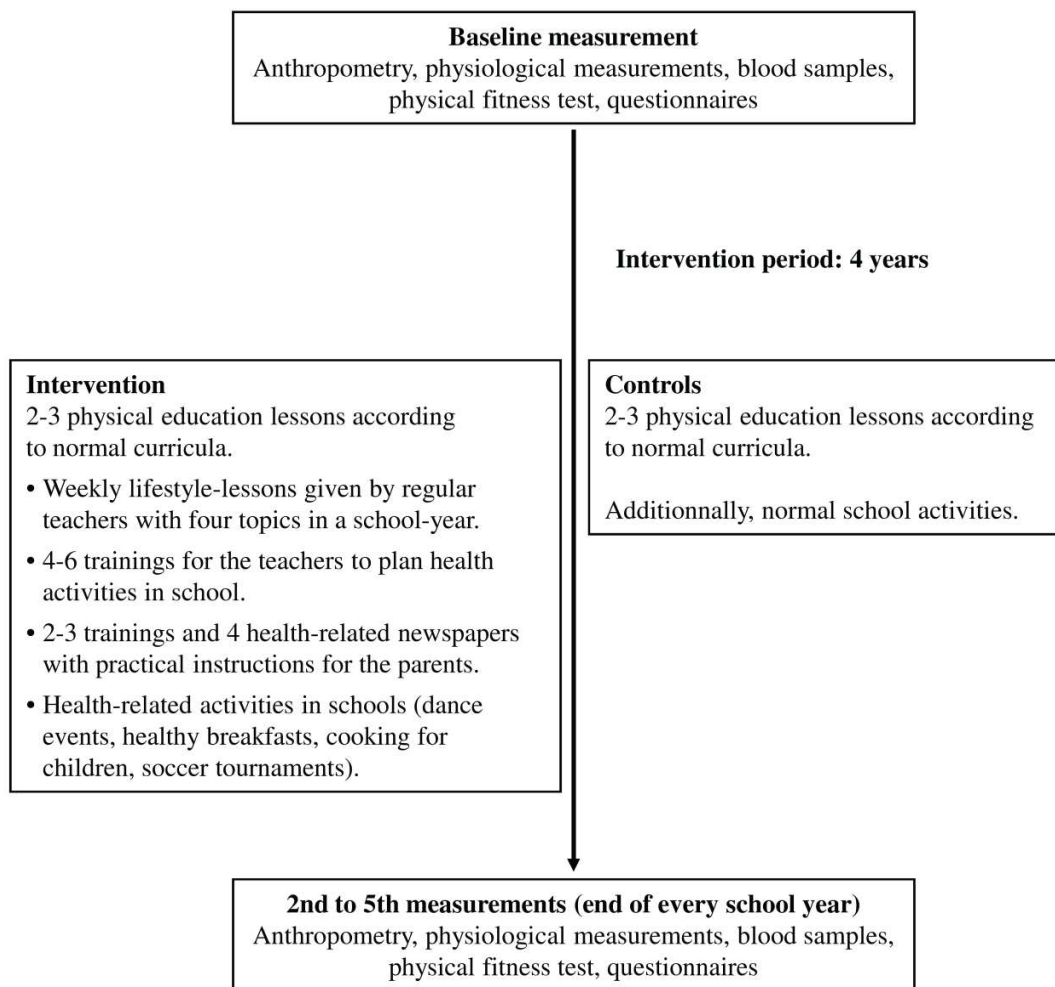 Baseline measurement
Anthropometry, physiological measurements, blood samples,
physical fitness test, questionnaires
Intervention period: 4 years
Intervention
2-3 physical education lessons according
to normal curricula.
• Weekly lifestyle-lessons given by regular
teachers with four topics in a school-year.
• 4-6 trainings for the teachers to plan health
activities in school.
• 2-3 trainings and 4 health-related newspapers
with practical instructions for the parents.
• Health-related activities in schools (dance
events, healthy breakfasts, cooking for
children, soccer tournaments).
Controls
2-3 physical education lessons according
to normal curricula.
Additionnally, normal school activities.
2nd to 5th measurements (end of every school year)
Anthropometry, physiological measurements, blood samples,
physical fitness test, questionnaires